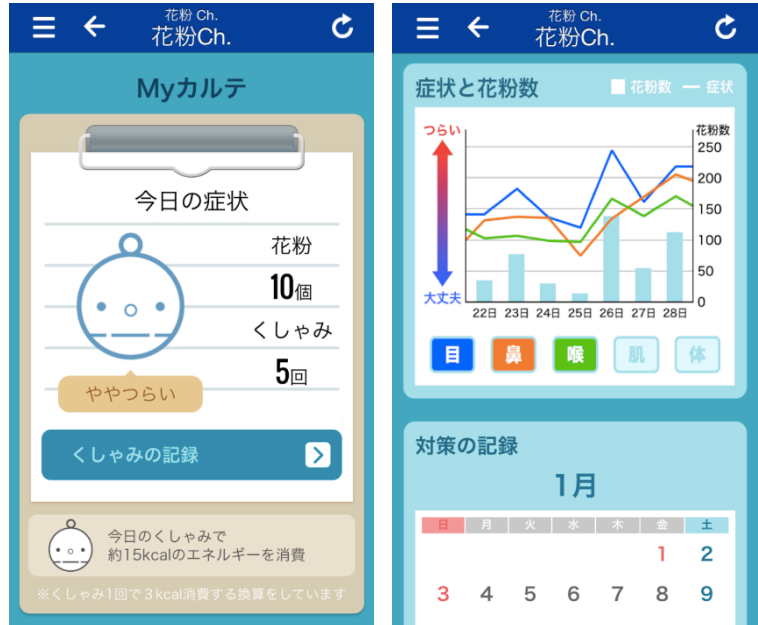 花粉 Ch.
花粉Ch.
Myカルテ
今日の症状
花粉
10個
くしゃみ
5回
ややつらい
くしゃみの記録
今日のくしゃみで
約15kcalのエネルギーを消費
※くしゃみ1回で3kcal消費する換算をしています
花粉 Ch.
花粉Ch.
症状と花粉数
花粉数 症状
つらい
花粉数
250
200
150
100
50
0
大丈夫
22日 23日 24日 25日 26日 27日 28日
目 鼻 喉 肌 体
対策の記録
1月
日 月 火 水 木 金 土
1 2
3 4 5 6 7 8 9